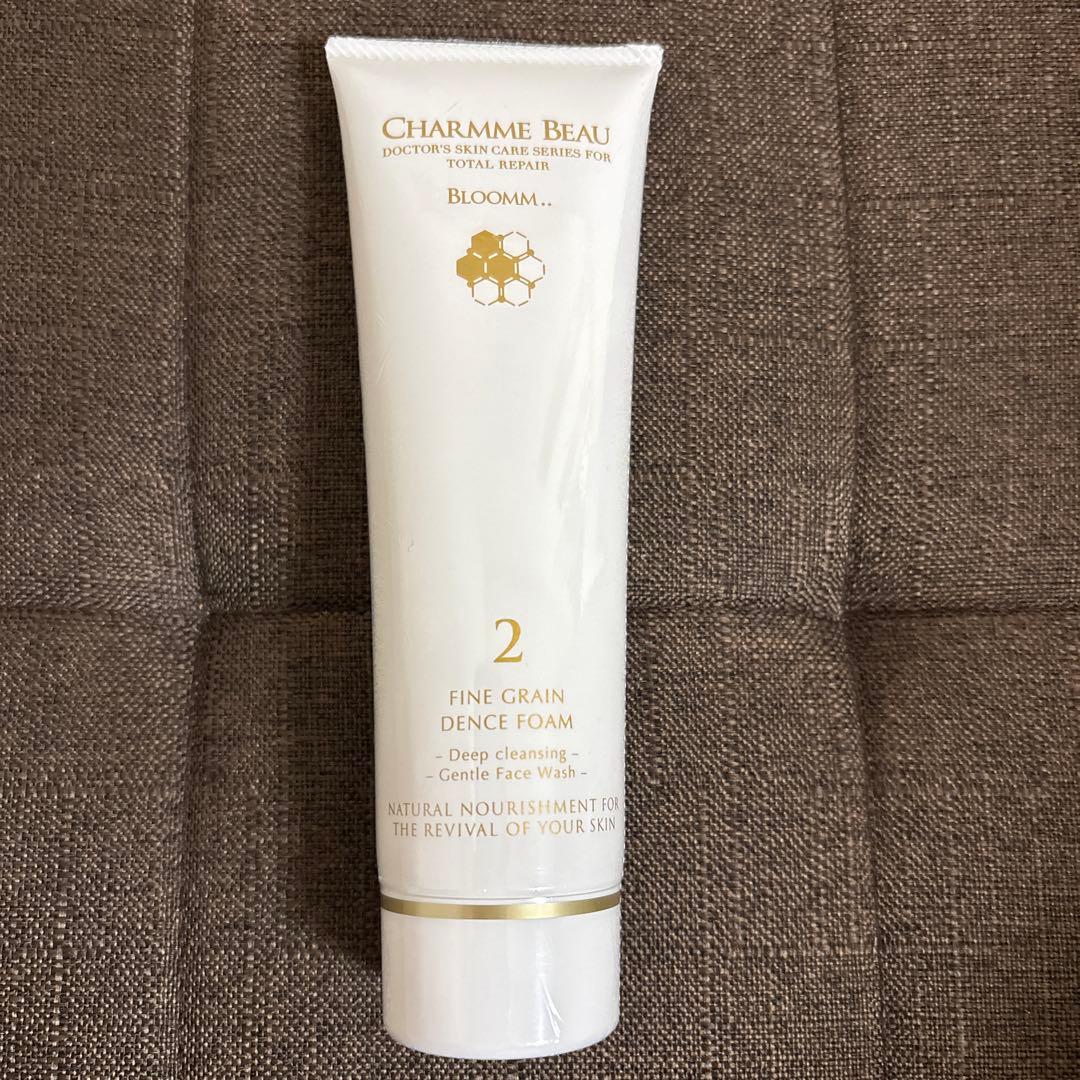 CHARMME BEAU
DOCTOR'S SKIN CARE SERIES FOR
TOTAL REPAIR
BLOOMM..
2
FINE GRAIN
DENCE FOAM
– Deep cleansing –
– Gentle Face Wash –
NATURAL NOURISHMENT FOR
THE REVIVAL OF YOUR SKIN